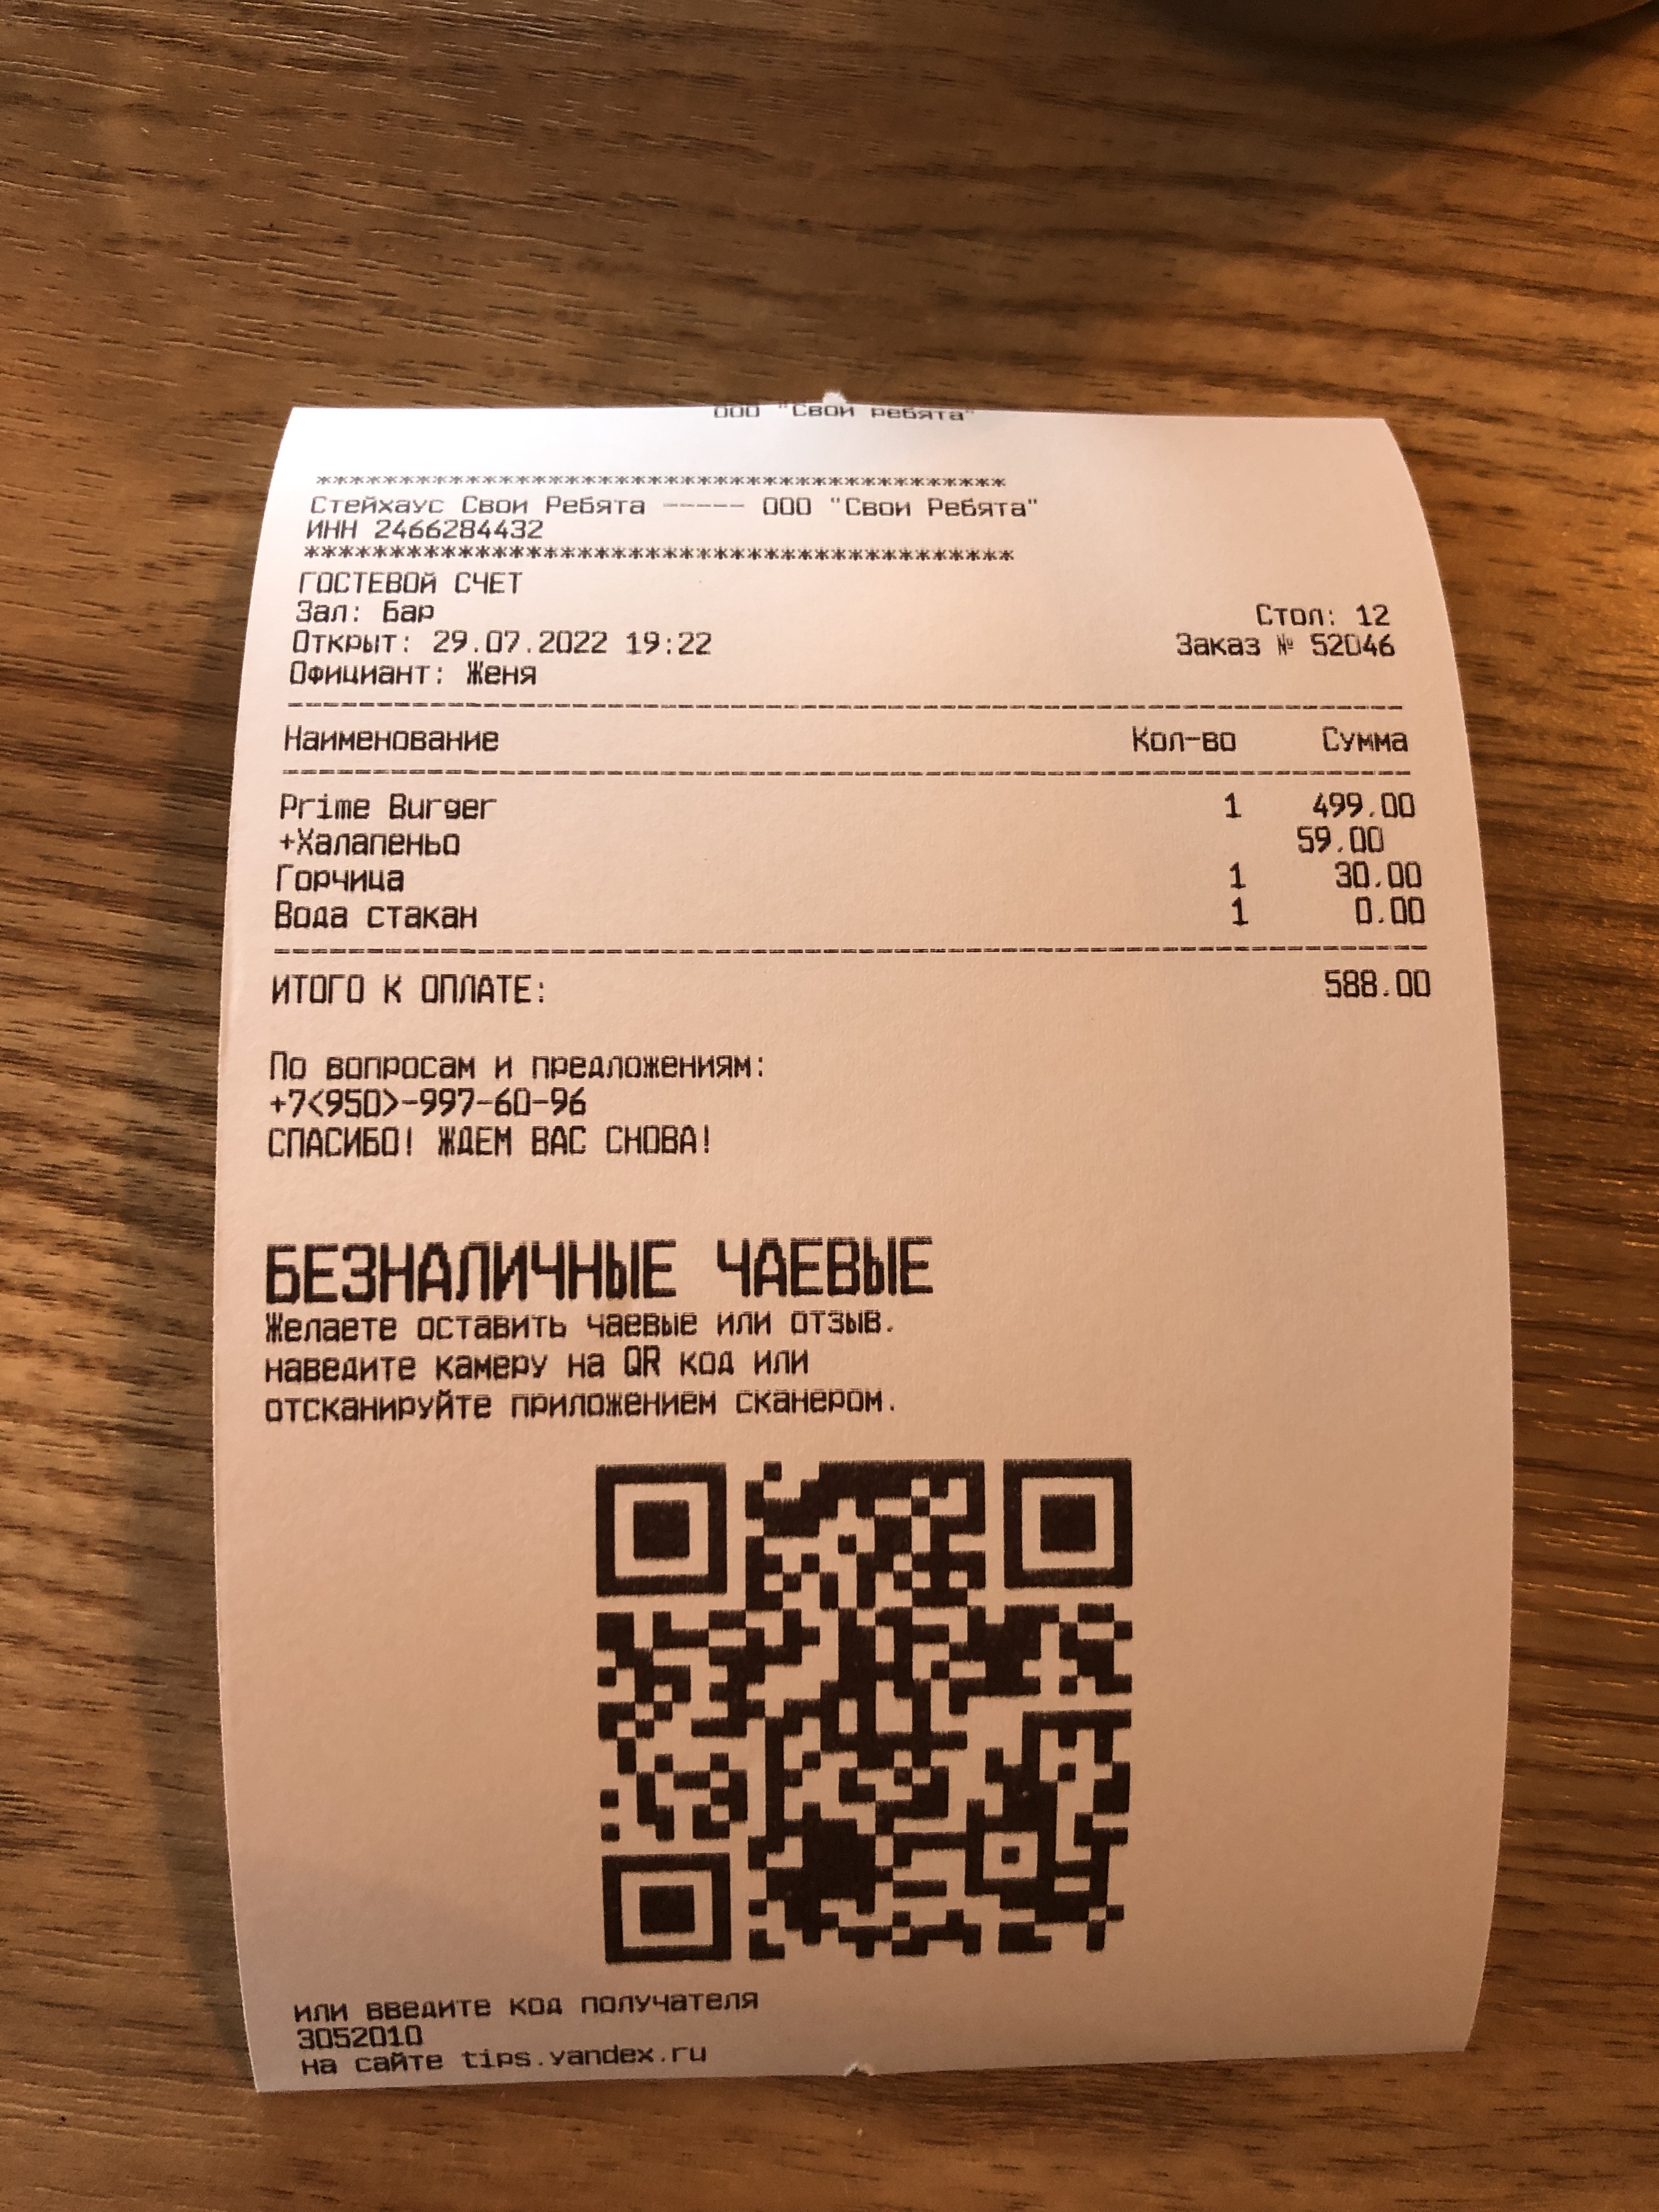 ООО "Свои ребята"
******************************************
Стейхаус Свои Ребята ----- ООО "Свои Ребята"
ИНН 2466284432
******************************************
ГОСТЕВОЙ СЧЕТ
Зал: Бар Стол: 12
Открыт: 29.07.2022 19:22 Заказ № 52046
Официант: Женя
Наименование Кол-во Сумма
Prime Burger 1 499.00
+Халапеньо 59.00
Горчица 1 30.00
Вода стакан 1 0.00
ИТОГО К ОПЛАТЕ: 588.00
По вопросам и предложениям:
+7<950>-997-60-96
СПАСИБО! ЖДЕМ ВАС СНОВА!
БЕЗНАЛИЧНЫЕ ЧАЕВЫЕ
Желаете оставить чаевые или отзыв.
наведите камеру на QR код или
отсканируйте приложением сканером.
или введите код получателя
3052010
на сайте tips.yandex.ru